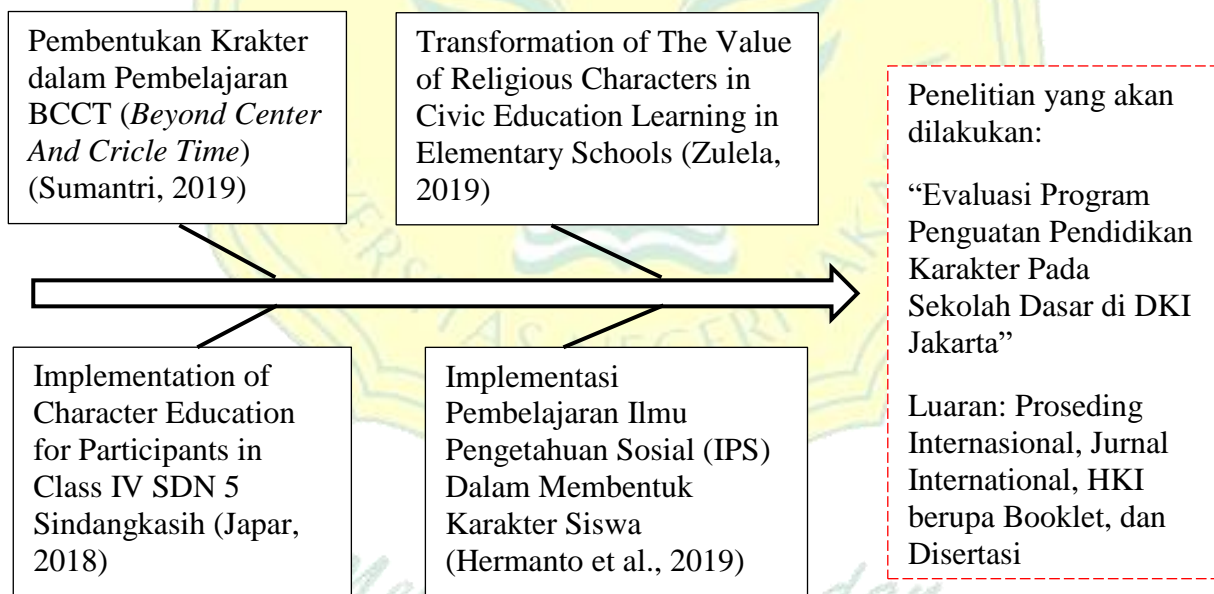 Pembentukan Krakter
dalam Pembelajaran
BCCT (Beyond Center
And Cricle Time)
(Sumantri, 2019)
Transformation of The Value
of Religious Characters in
Civic Education Learning in
Elementary Schools (Zulela,
2019)
Implementation of
Character Education
for Participants in
Class IV SDN 5
Sindangkasih (Japar,
2018)
Implementasi
Pembelajaran Ilmu
Pengetahuan Sosial (IPS)
Dalam Membentuk
Karakter Siswa
(Hermanto et al., 2019)
Penelitian yang akan
dilakukan:
“Evaluasi Program
Penguatan Pendidikan
Karakter Pada
Sekolah Dasar di DKI
Jakarta”
Luaran: Proseding
Internasional, Jurnal
International, HKI
berupa Booklet, dan
Disertasi